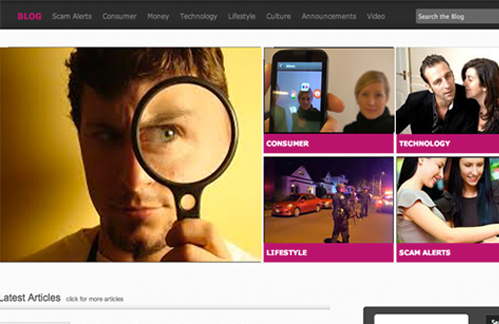 BLOG Scam Alerts Consumer Money Technology Lifestyle Culture Announcements Video Search the Blog
CONSUMER TECHNOLOGY
LIFESTYLE SCAM ALERTS
Latest Articles click for more articles